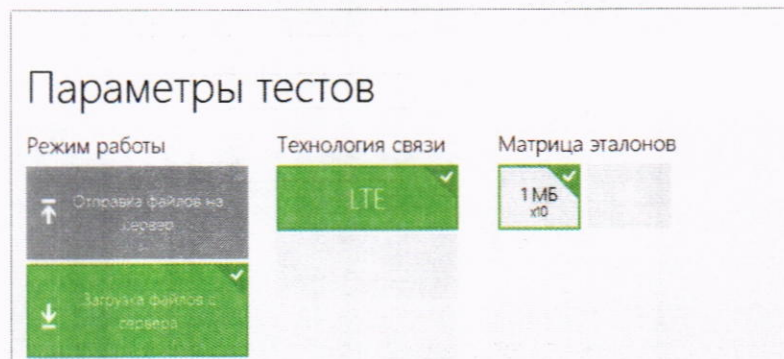 Параметры тестов
Режим работы
Технология связи
Матрица эталонов
Отправка файлов на
сервер
LTE
1 МБ
x10
Загрузка файлов с
сервера